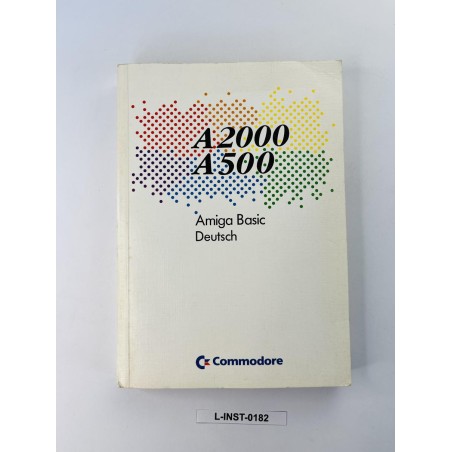 A2000
A500
Amiga Basic
Deutsch
Commodore
L-INST-0182